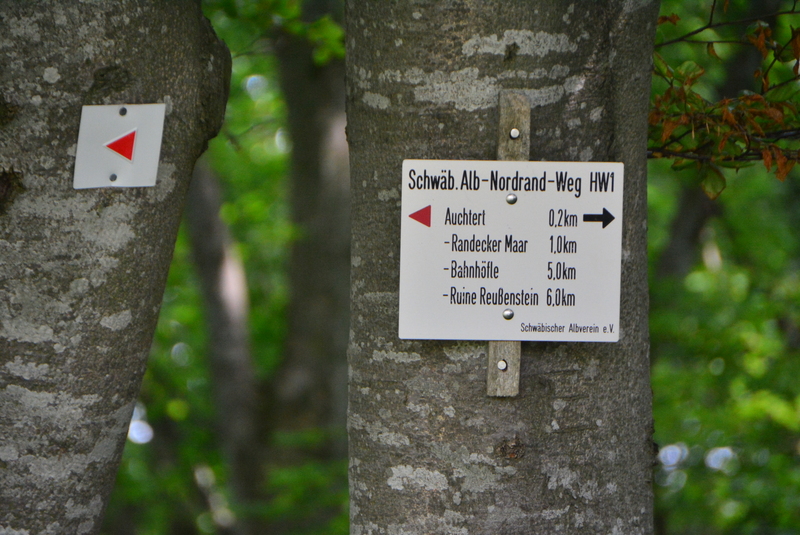 Schwäb. Alb-Nordrand-Weg HW1
Auchtert 0,2km
-Randecker Maar 1,0km
-Bahnhöfle 5,0km
-Ruine Reußenstein 6,0km
Schwäbischer Albverein e.V.